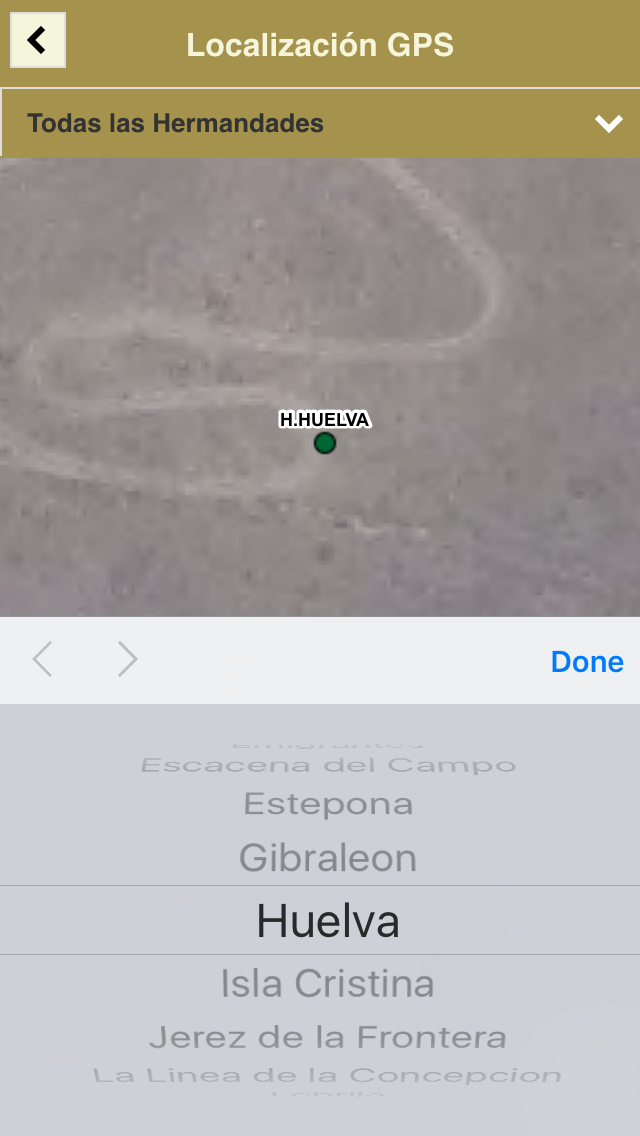 Localización GPS
Todas las Hermandades
H.HUELVA
Done
Emigrantes
Escacena del Campo
Estepona
Gibraleon
Huelva
Isla Cristina
Jerez de la Frontera
La Linea de la Concepcion